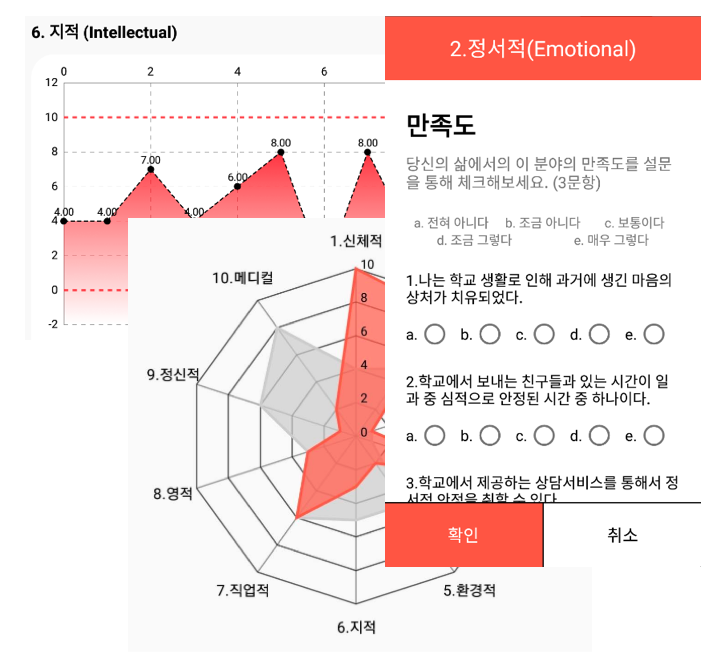 6. 지적 (Intellectual)
0 2 4 6
12
10
8
6
4
2
0
-2
4.00 4.00 7.00 4.00 6.00 8.00 8.00
1.신체적
10
8
6
4
2
0
10.메디컬
9.정신적
8.영적
7.직업적
6.지적
5.환경적
2.정서적(Emotional)
만족도
당신의 삶에서의 이 분야의 만족도를 설문
을 통해 체크해보세요. (3문항)
a. 전혀 아니다 b. 조금 아니다 c. 보통이다
d. 조금 그렇다 e. 매우 그렇다
1.나는 학교 생활로 인해 과거에 생긴 마음의
상처가 치유되었다.
a. b. c. d. e.
2.학교에서 보내는 친구들과 있는 시간이 일
과 중 심적으로 안정된 시간 중 하나이다.
a. b. c. d. e.
3.학교에서 제공하는 상담서비스를 통해서 정
서적 안정을 취할 수 있다.
확인 취소